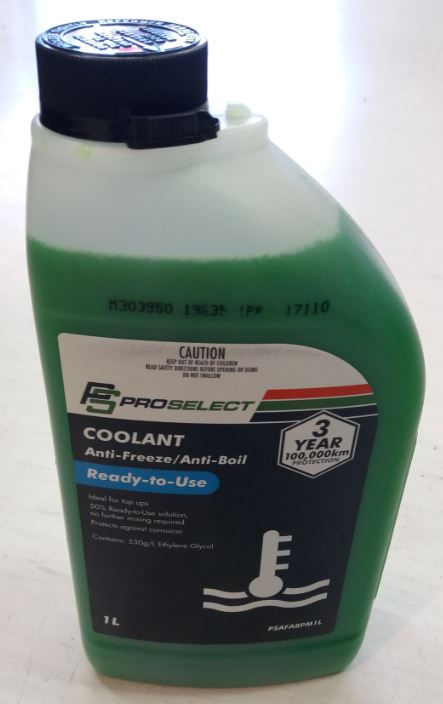 M303950 19635 1PP 17110
CAUTION
KEEP OUT OF REACH OF CHILDREN
READ SAFETY DIRECTIONS BEFORE OPENING OR USING
DO NOT SWALLOW
PS PROSELECT
COOLANT
Anti-Freeze/Anti-Boil
Ready-to-Use
3
YEAR
100,000km
PROTECTION
Ideal for top ups
50% Ready-to-Use solution,
no further mixing required
Protects against corrosion
Contains: 530g/L Ethylene Glycol
1L
PSAFABPM1L